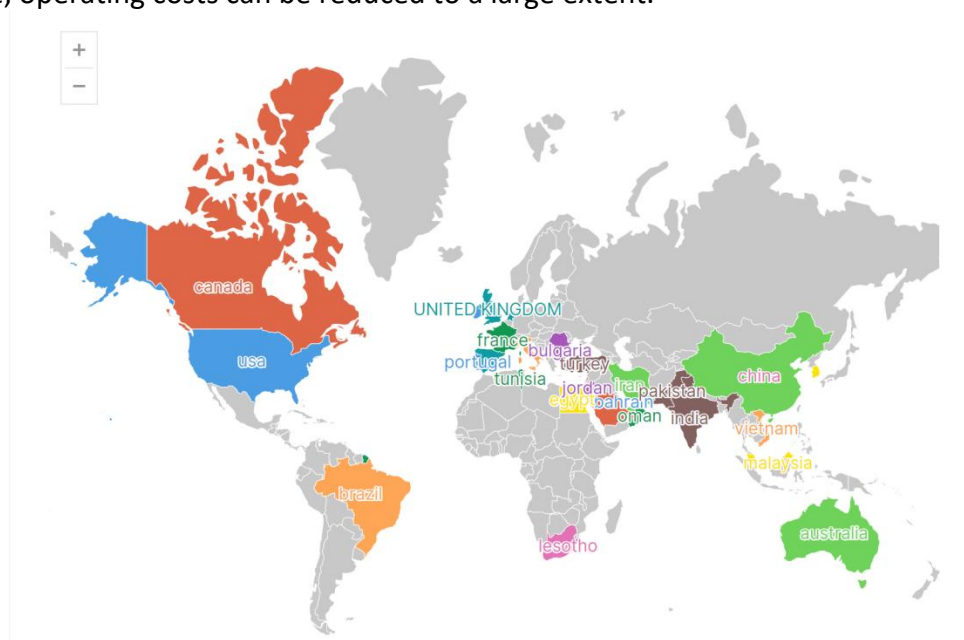 , operating costs can be reduced to a large extent.
+
−
canada
UNITED KINGDOM
usa
france
bulgaria
portugal
turkey
tunisia
china
jordan
iran
pakistan
egypt
bahrain
oman
india
vietnam
malaysia
brazil
australia
lesotho